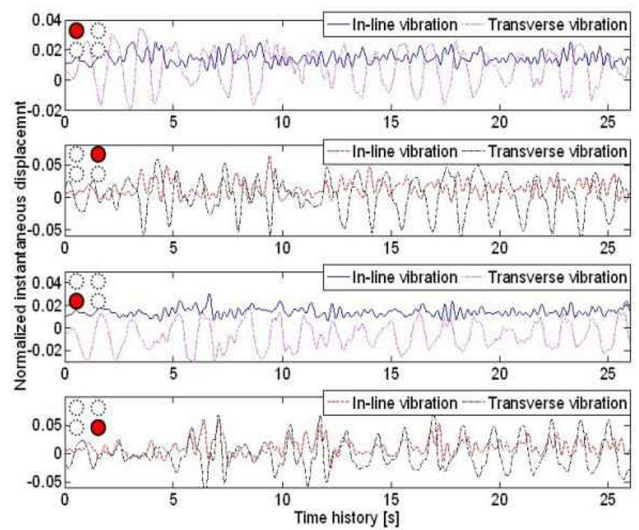 Normalized instantaneous displacemnt
0.04
0.02
0
-0.02
In-line vibration Transverse vibration
0 5 10 15 20 25
0.05
0
-0.05
In-line vibration Transverse vibration
0 5 10 15 20 25
0.04
0.02
0
-0.02
In-line vibration Transverse vibration
0 5 10 15 20 25
0.05
0
-0.05
In-line vibration Transverse vibration
0 5 10 15 20 25
Time history [s]